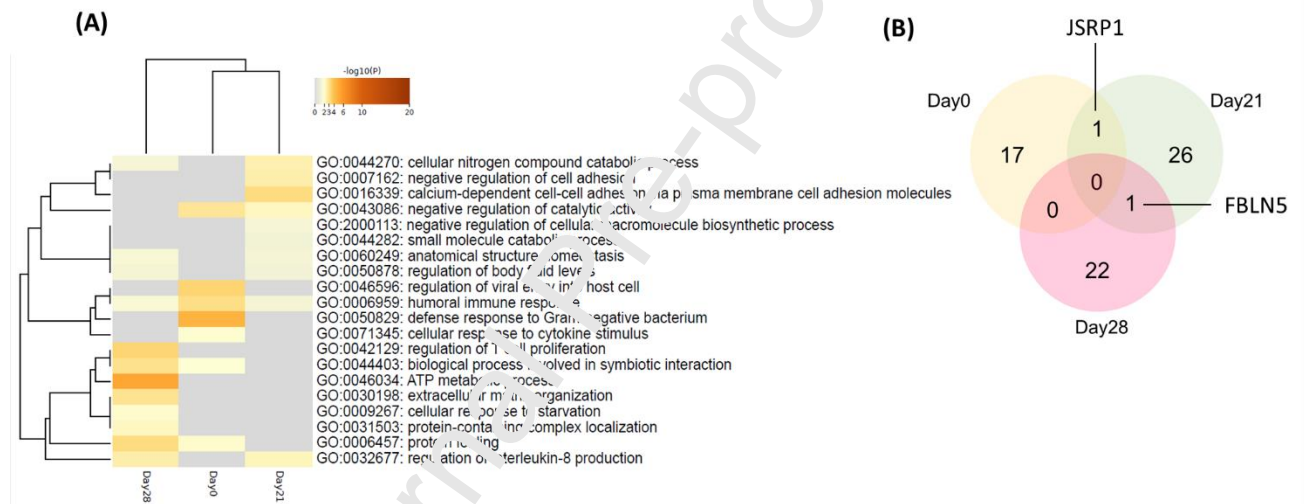 (A)
-log10(P)
0 2 3 4 6 10 20
GO:0044270: cellular nitrogen compound catabolic process
GO:0007162: negative regulation of cell adhesion
GO:0016339: calcium-dependent cell-cell adhesion via plasma membrane cell adhesion molecules
GO:0043086: negative regulation of catalytic activity
GO:2000113: negative regulation of cellular macromolecule biosynthetic process
GO:0044282: small molecule catabolic process
GO:0060249: anatomical structure homeostasis
GO:0050878: regulation of body fluid levels
GO:0046596: regulation of viral entry into host cell
GO:0006959: humoral immune response
GO:0050829: defense response to Gram-negative bacterium
GO:0071345: cellular response to cytokine stimulus
GO:0042129: regulation of T cell proliferation
GO:0044403: biological process involved in symbiotic interaction
GO:0046034: ATP metabolic process
GO:0030198: extracellular matrix organization
GO:0009267: cellular response to starvation
GO:0031503: protein-containing complex localization
GO:0006457: protein folding
GO:0032677: regulation of interleukin-8 production
Day28 Day0 Day21
(B)
JSRP1
Day0 Day21
1
17 26
0
0 1 FBLN5
22
Day28
rnal Pre-pro